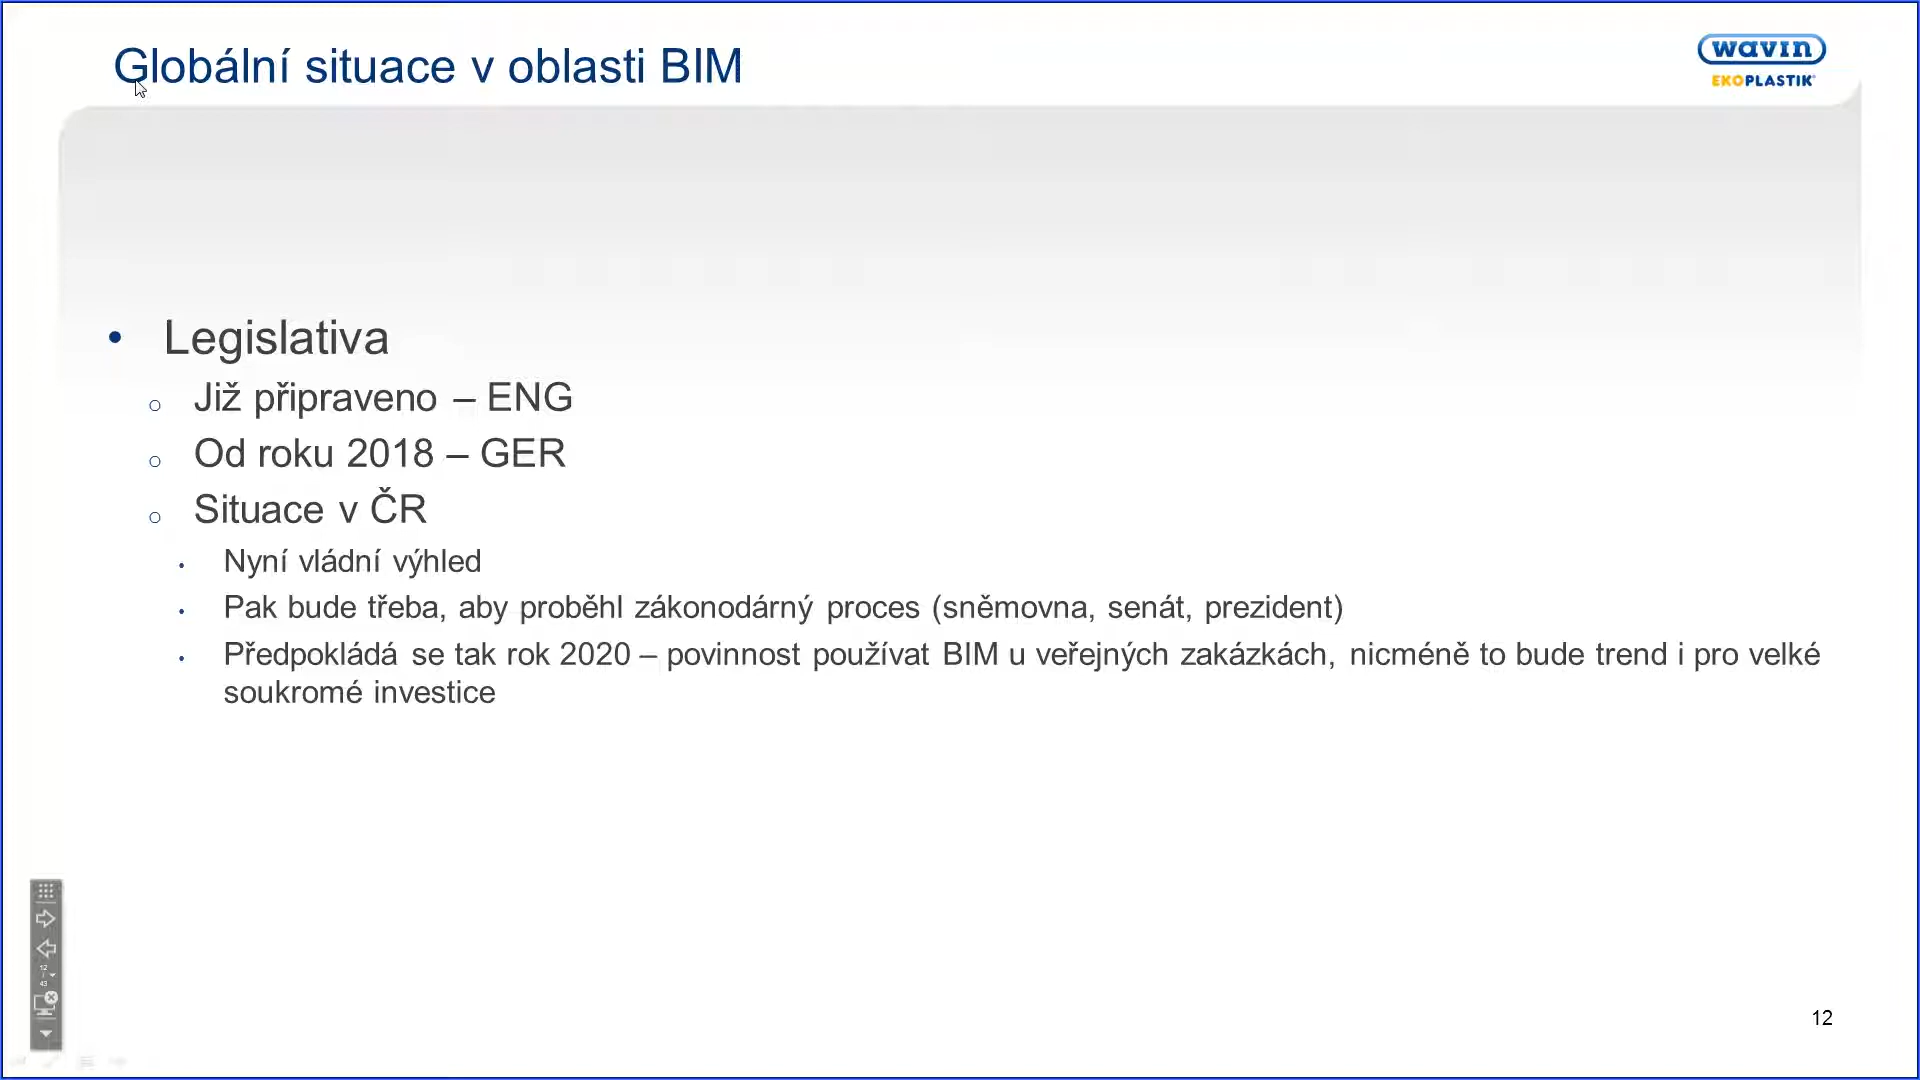 Globální situace v oblasti BIM
wavin
EKOPLASTIK
• Legislativa
o Již připraveno – ENG
o Od roku 2018 – GER
o Situace v ČR
• Nyní vládní výhled
• Pak bude třeba, aby proběhl zákonodárný proces (sněmovna, senát, prezident)
• Předpokládá se tak rok 2020 – povinnost používat BIM u veřejných zakázkách, nicméně to bude trend i pro velké
soukromé investice
12
43
12